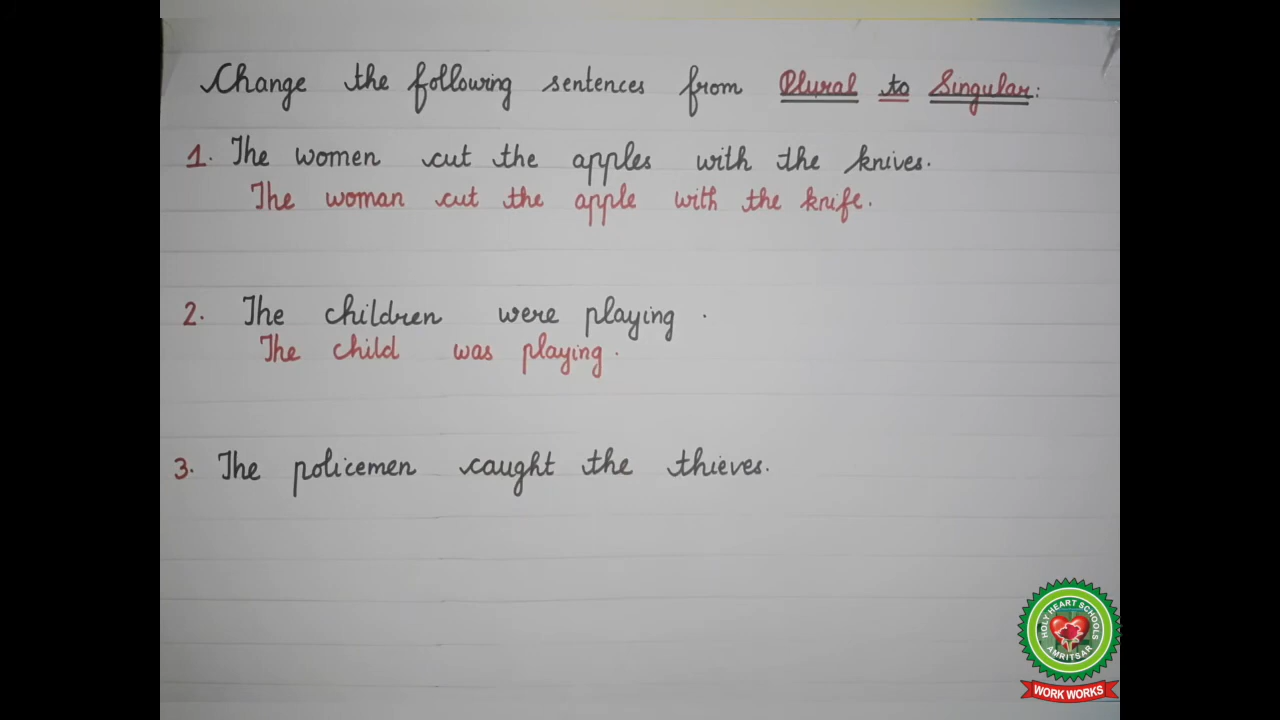 Change the following sentences from Plural to Singular:
1. The women cut the apples with the knives.
The woman cut the apple with the knife.
2. The children were playing.
The child was playing.
3. The policemen caught the thieves.
HOLY HEART SCHOOLS
AMRITSAR
WORK WORKS